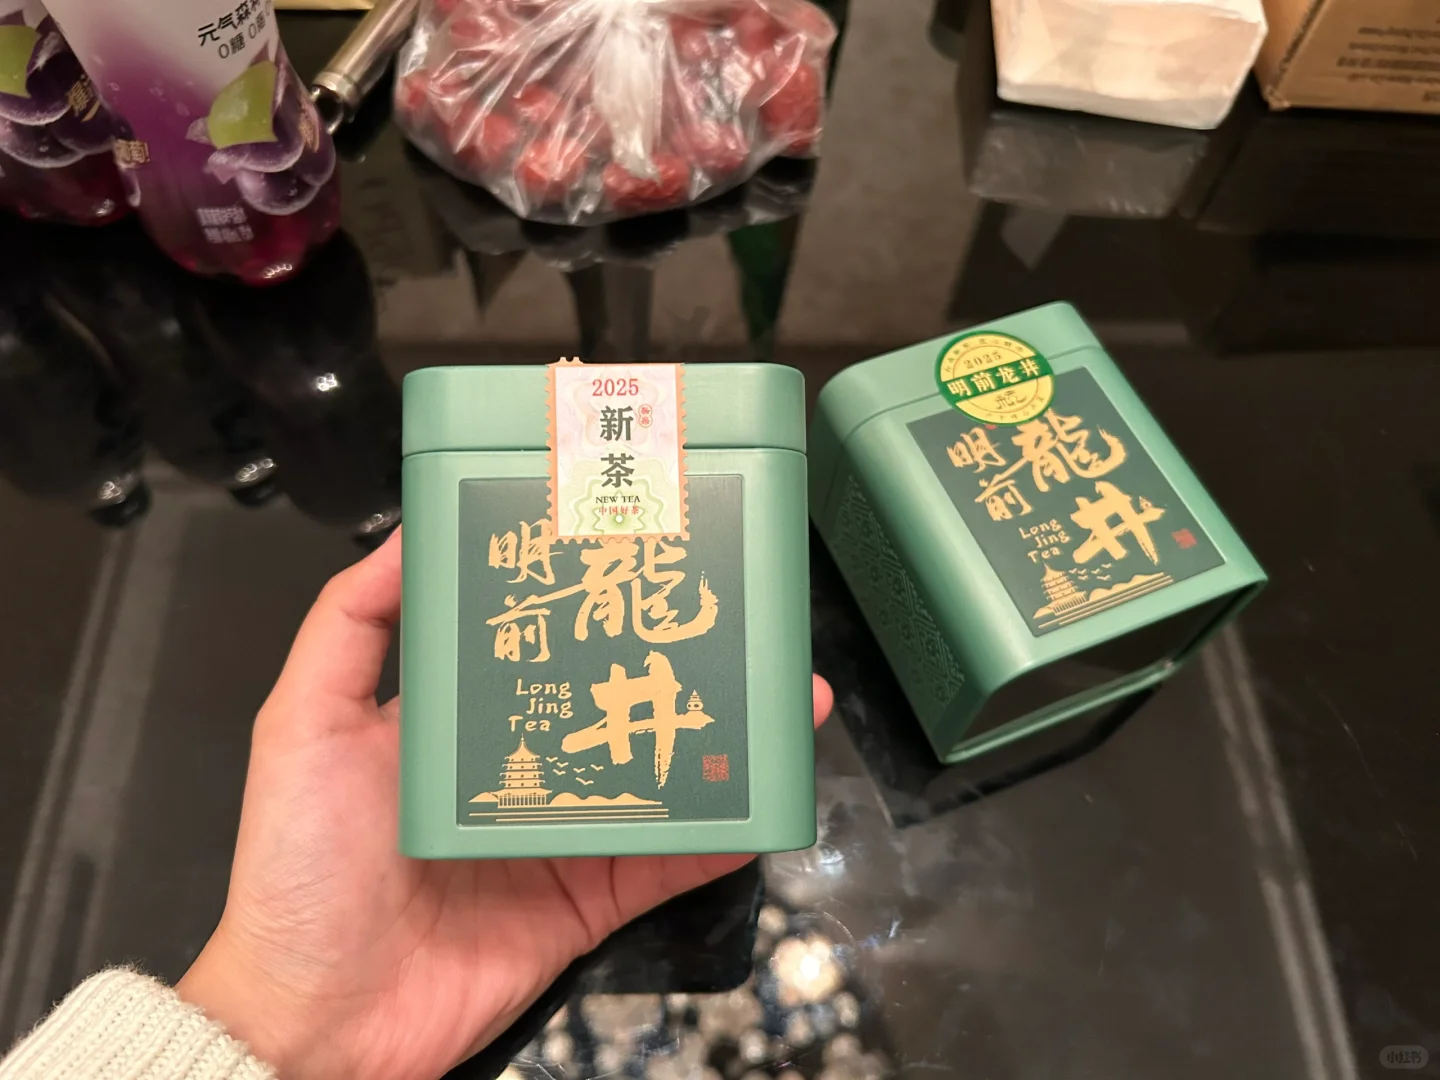 元气森
0糖 0脂
2025
新
茶
NEW TEA
中国好茶
明
前
龍
井
Long
Jing
Tea
2025
明前龙井
明
前
龍
井
Long
Jing
Tea
小红书